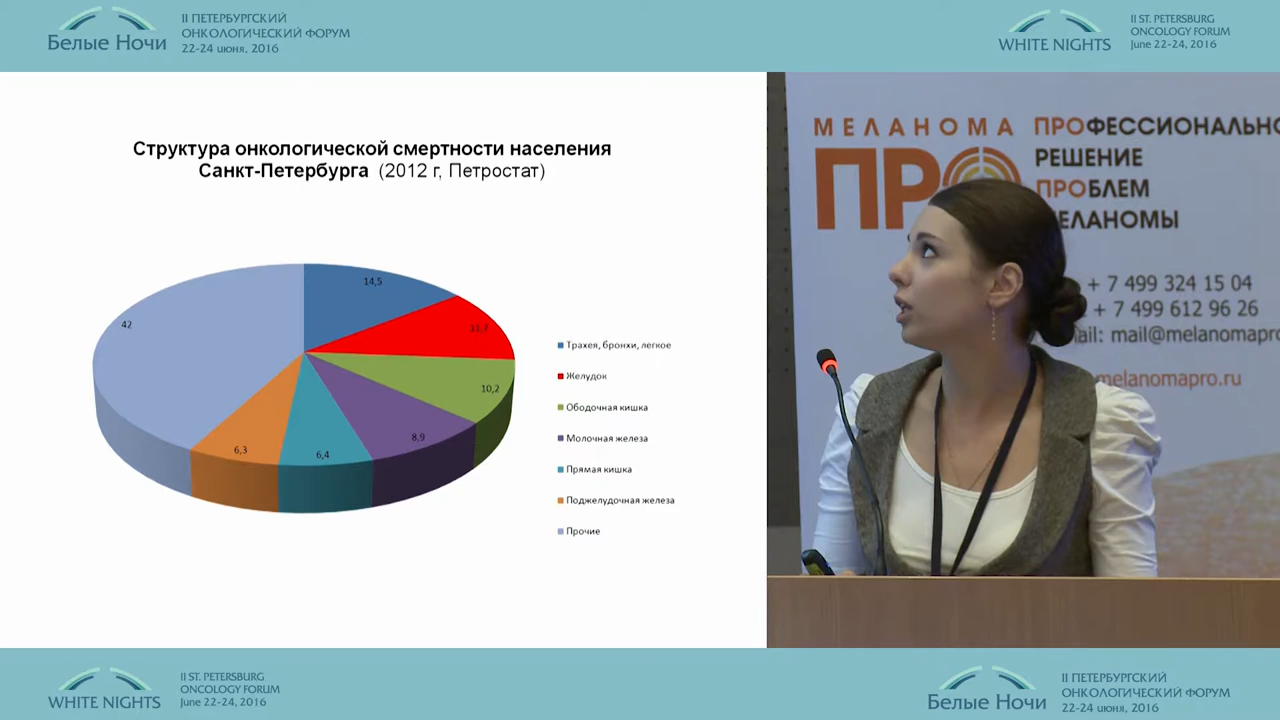 Белые Ночи
II ПЕТЕРБУРГСКИЙ
ОНКОЛОГИЧЕСКИЙ ФОРУМ
22-24 июня, 2016
WHITE NIGHTS
II ST. PETERSBURG
ONCOLOGY FORUM
June 22-24, 2016
Структура онкологической смертности населения
Санкт-Петербурга (2012 г, Петростат)
14,5
11,7
10,2
8,9
6,4
6,3
42
Трахея, бронхи, легкое
Желудок
Ободочная кишка
Молочная железа
Прямая кишка
Поджелудочная железа
Прочие
МЕЛАНОМА
ПРО
ПРОФЕССИОНАЛЬНО
РЕШЕНИЕ
ПРОБЛЕМ
МЕЛАНОМЫ
+ 7 499 324 15 04
+ 7 499 612 96 26
mail@melanomapro
melanomapro.ru
WHITE NIGHTS
II ST. PETERSBURG
ONCOLOGY FORUM
June 22-24, 2016
Белые Ночи
II ПЕТЕРБУРГСКИЙ
ОНКОЛОГИЧЕСКИЙ ФОРУМ
22-24 июня, 2016